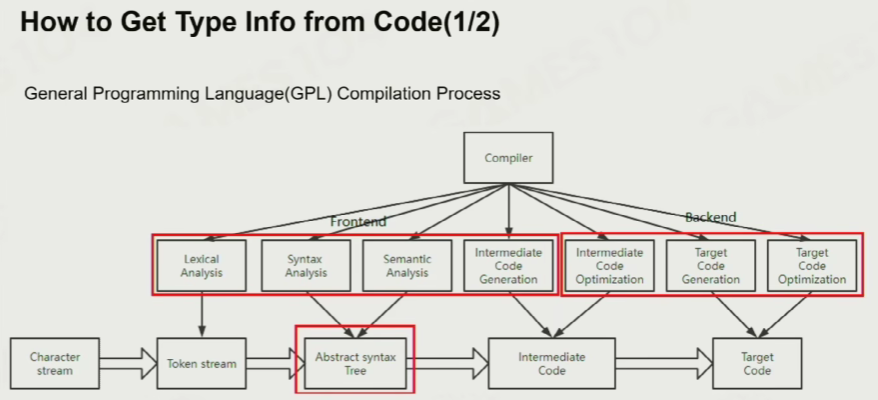 How to Get Type Info from Code(1/2)
General Programming Language(GPL) Compilation Process
Compiler
Frontend
Backend
Lexical
Analysis
Syntax
Analysis
Semantic
Analysis
Intermediate
Code
Generation
Intermediate
Code
Optimization
Target
Code
Generation
Target
Code
Optimization
Character
stream
Token stream
Abstract syntax
Tree
Intermediate
Code
Target
Code